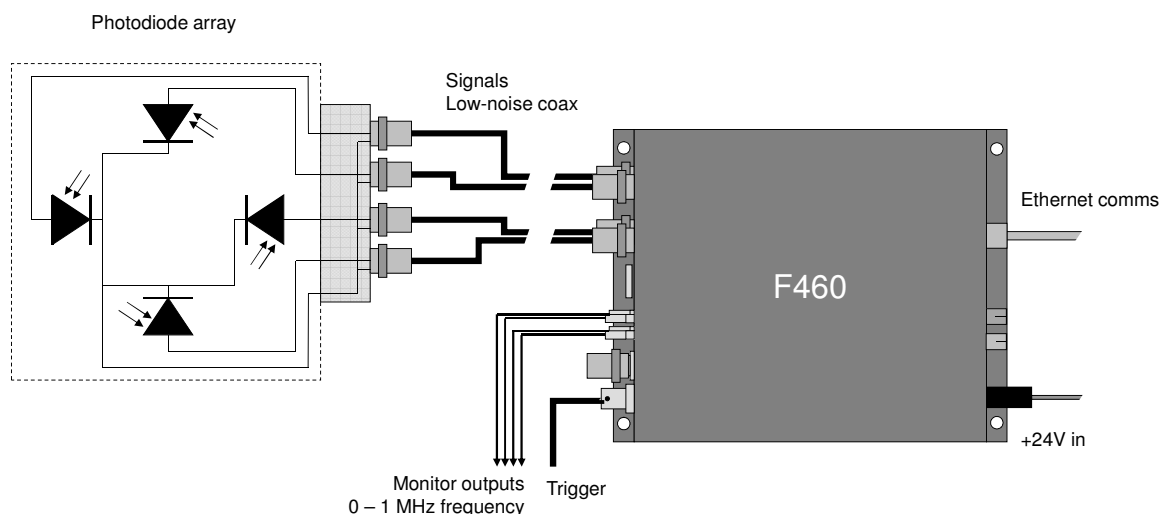 Photodiode array
Signals
Low-noise coax
Ethernet comms
F460
+24V in
Monitor outputs
0 – 1 MHz frequency
Trigger